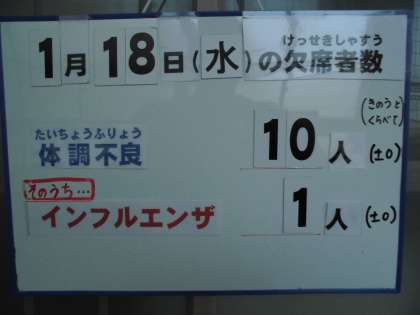 けっせきしゃすう
1月18日(水)の欠席者数
(きのうと
くらべて)
たいちょうふりょう
体調不良 10人 (±0)
そのうち…
インフルエンザ 1人 (±0)